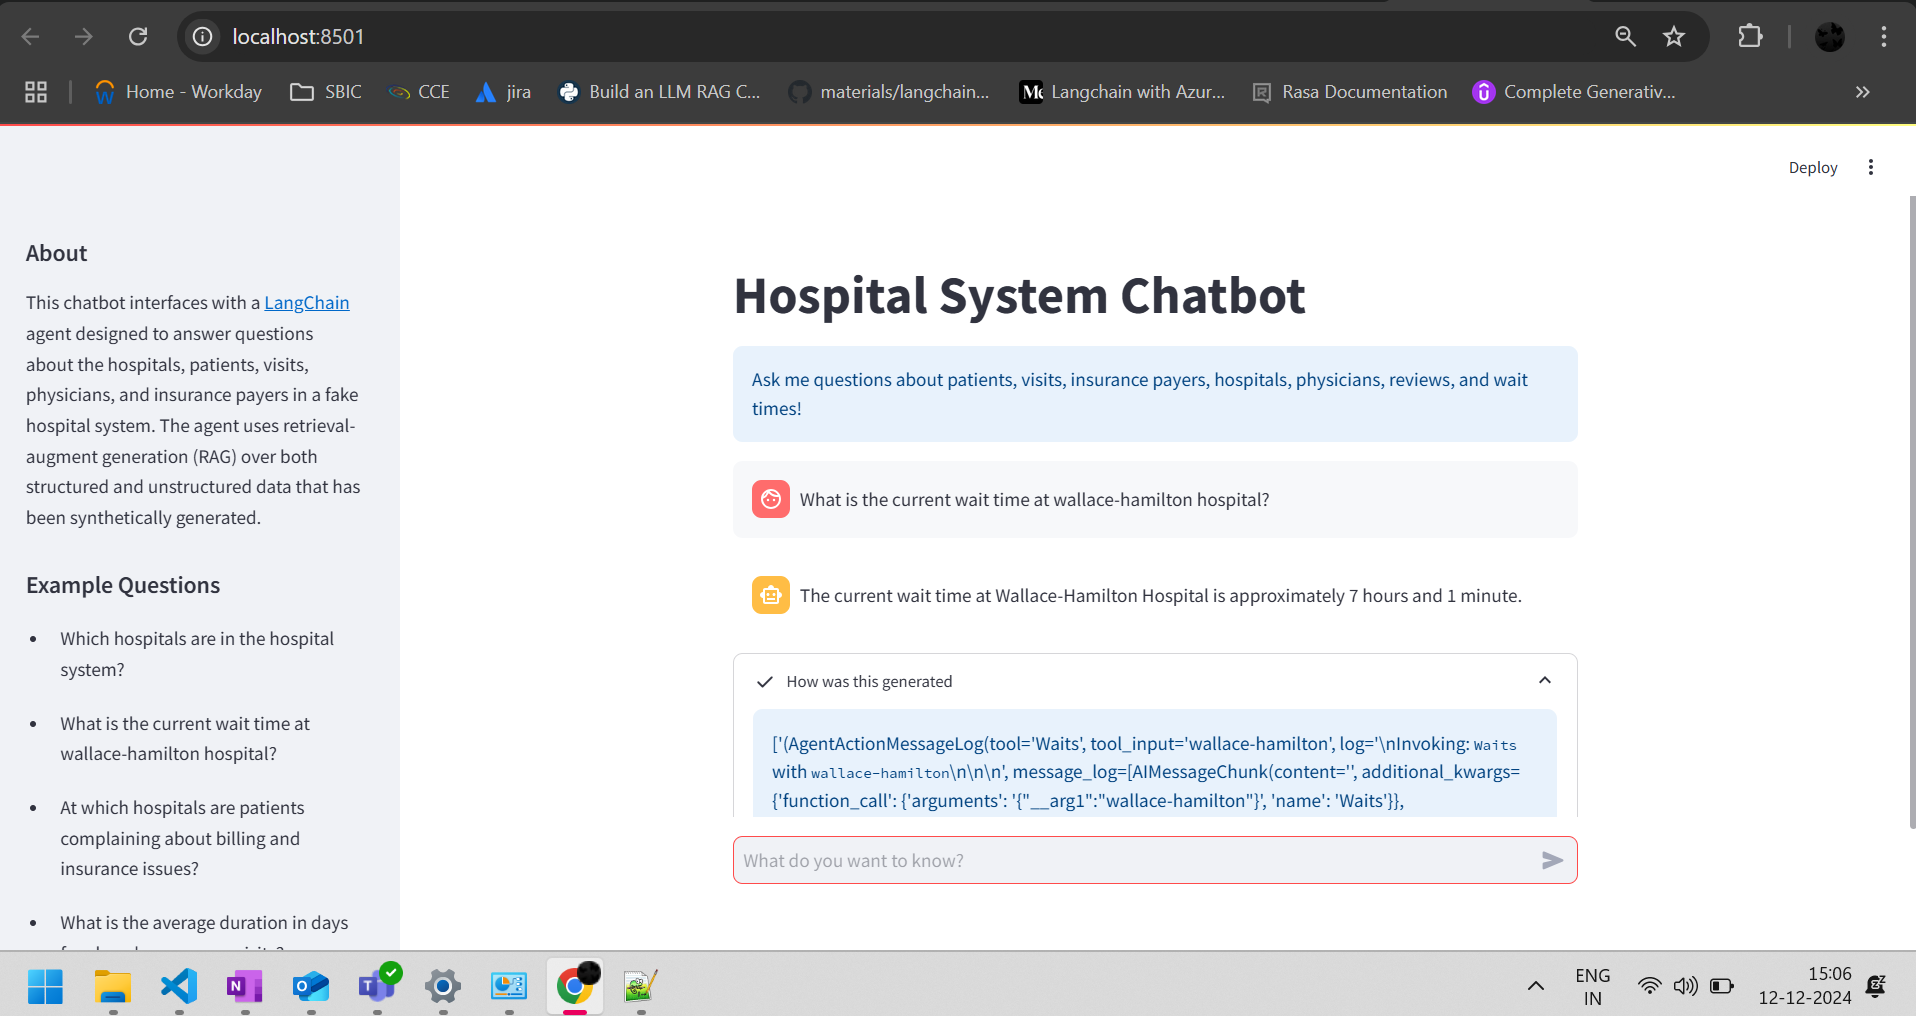 localhost:8501
Home - Workday
SBIC
CCE
jira
Build an LLM RAG C...
materials/langchain...
Langchain with Azur...
Rasa Documentation
Complete Generativ...
Deploy
About
This chatbot interfaces with a LangChain
agent designed to answer questions
about the hospitals, patients, visits,
physicians, and insurance payers in a fake
hospital system. The agent uses retrieval-
augment generation (RAG) over both
structured and unstructured data that has
been synthetically generated.
Example Questions
• Which hospitals are in the hospital
system?
• What is the current wait time at
wallace-hamilton hospital?
• At which hospitals are patients
complaining about billing and
insurance issues?
• What is the average duration in days
Hospital System Chatbot
Ask me questions about patients, visits, insurance payers, hospitals, physicians, reviews, and wait
times!
What is the current wait time at wallace-hamilton hospital?
The current wait time at Wallace-Hamilton Hospital is approximately 7 hours and 1 minute.
How was this generated
['(AgentActionMessageLog(tool='Waits', tool_input='wallace-hamilton', log='\nInvoking: Waits
with wallace-hamilton\n\n\n', message_log=[AIMessageChunk(content='', additional_kwargs=
{'function_call': {'arguments': '{"__arg1":"wallace-hamilton"}', 'name': 'Waits'}},
What do you want to know?
ENG
IN
15:06
12-12-2024